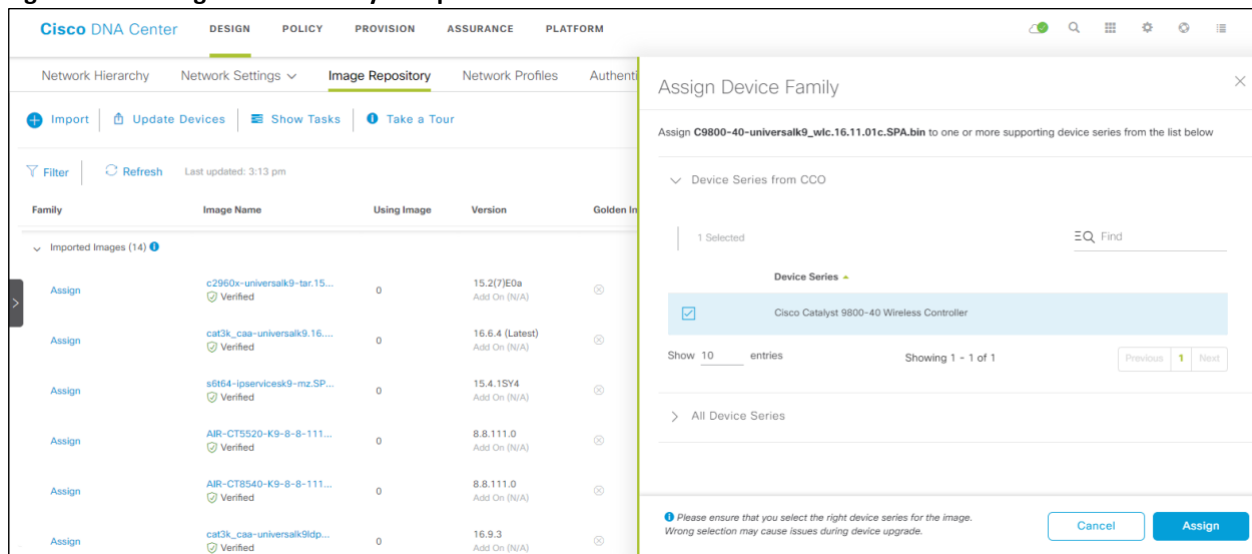 Cisco DNA Center DESIGN POLICY PROVISION ASSURANCE PLATFORM
Network Hierarchy Network Settings Image Repository Network Profiles Authenti
Import Update Devices Show Tasks Take a Tour
Filter Refresh Last updated: 3:13 pm
Family Image Name Using Image Version Golden Im
Imported Images (14)
Assign c2960x-universalk9-tar.15... 0 15.2(7)E0a
Verified Add On (N/A)
Assign cat3k_caa-universalk9.16.... 0 16.6.4 (Latest)
Verified Add On (N/A)
Assign s6t64-ipservicesk9-mz.SP... 0 15.4.1SY4
Verified Add On (N/A)
Assign AIR-CT5520-K9-8-8-111... 0 8.8.111.0
Verified Add On (N/A)
Assign AIR-CT8540-K9-8-8-111... 0 8.8.111.0
Verified Add On (N/A)
Assign cat3k_caa-universalk9ldp... 0 16.9.3
Verified Add On (N/A)
Assign Device Family
Assign C9800-40-universalk9_wlc.16.11.01c.SPA.bin to one or more supporting device series from the list below
Device Series from CCO
1 Selected Find
Device Series
Cisco Catalyst 9800-40 Wireless Controller
Show 10 entries Showing 1 - 1 of 1 Previous 1 Next
All Device Series
Please ensure that you select the right device series for the image.
Wrong selection may cause issues during device upgrade.
Cancel Assign